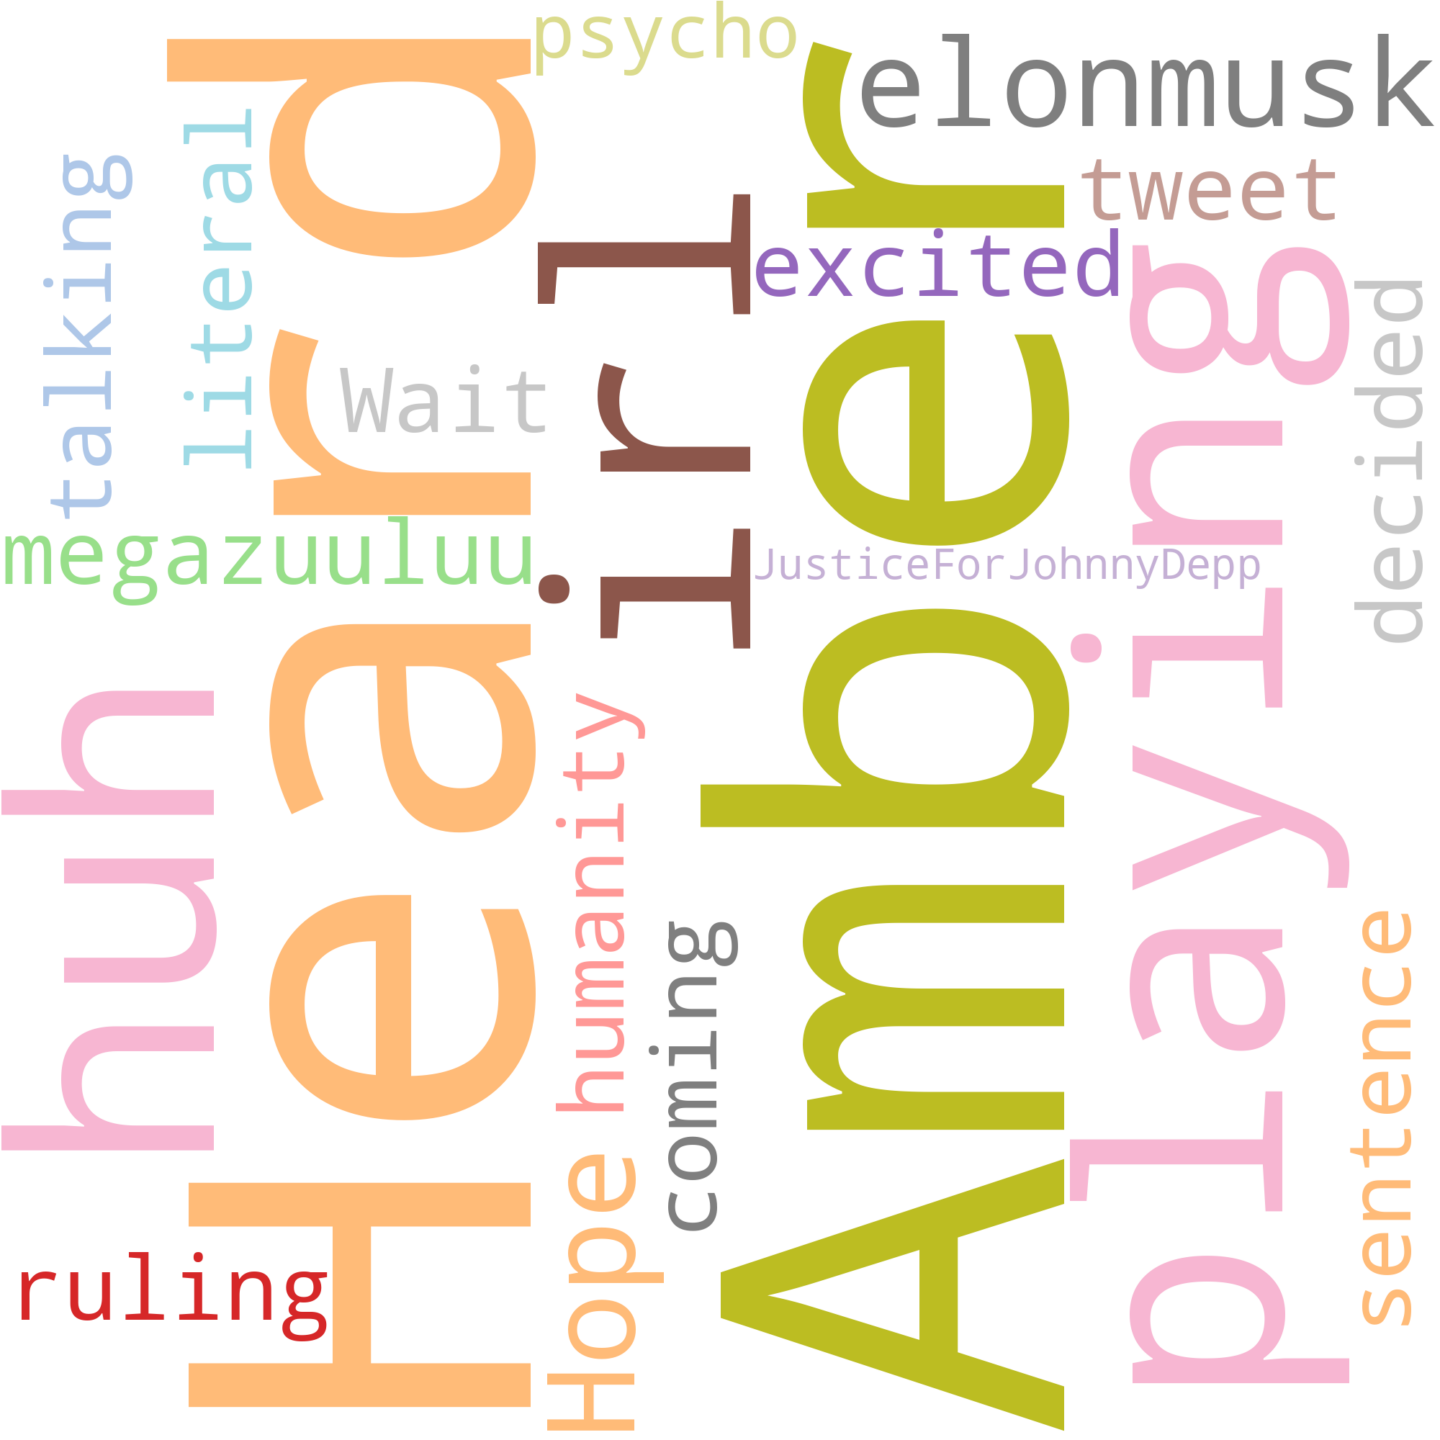 psycho
elonmusk
tweet
excited
literal
talking
Heard
Wait
irl
Amber
playing
decided
megazuuluu
JusticeForJohnnyDepp
huh
humanity
coming
sentence
Hope
ruling